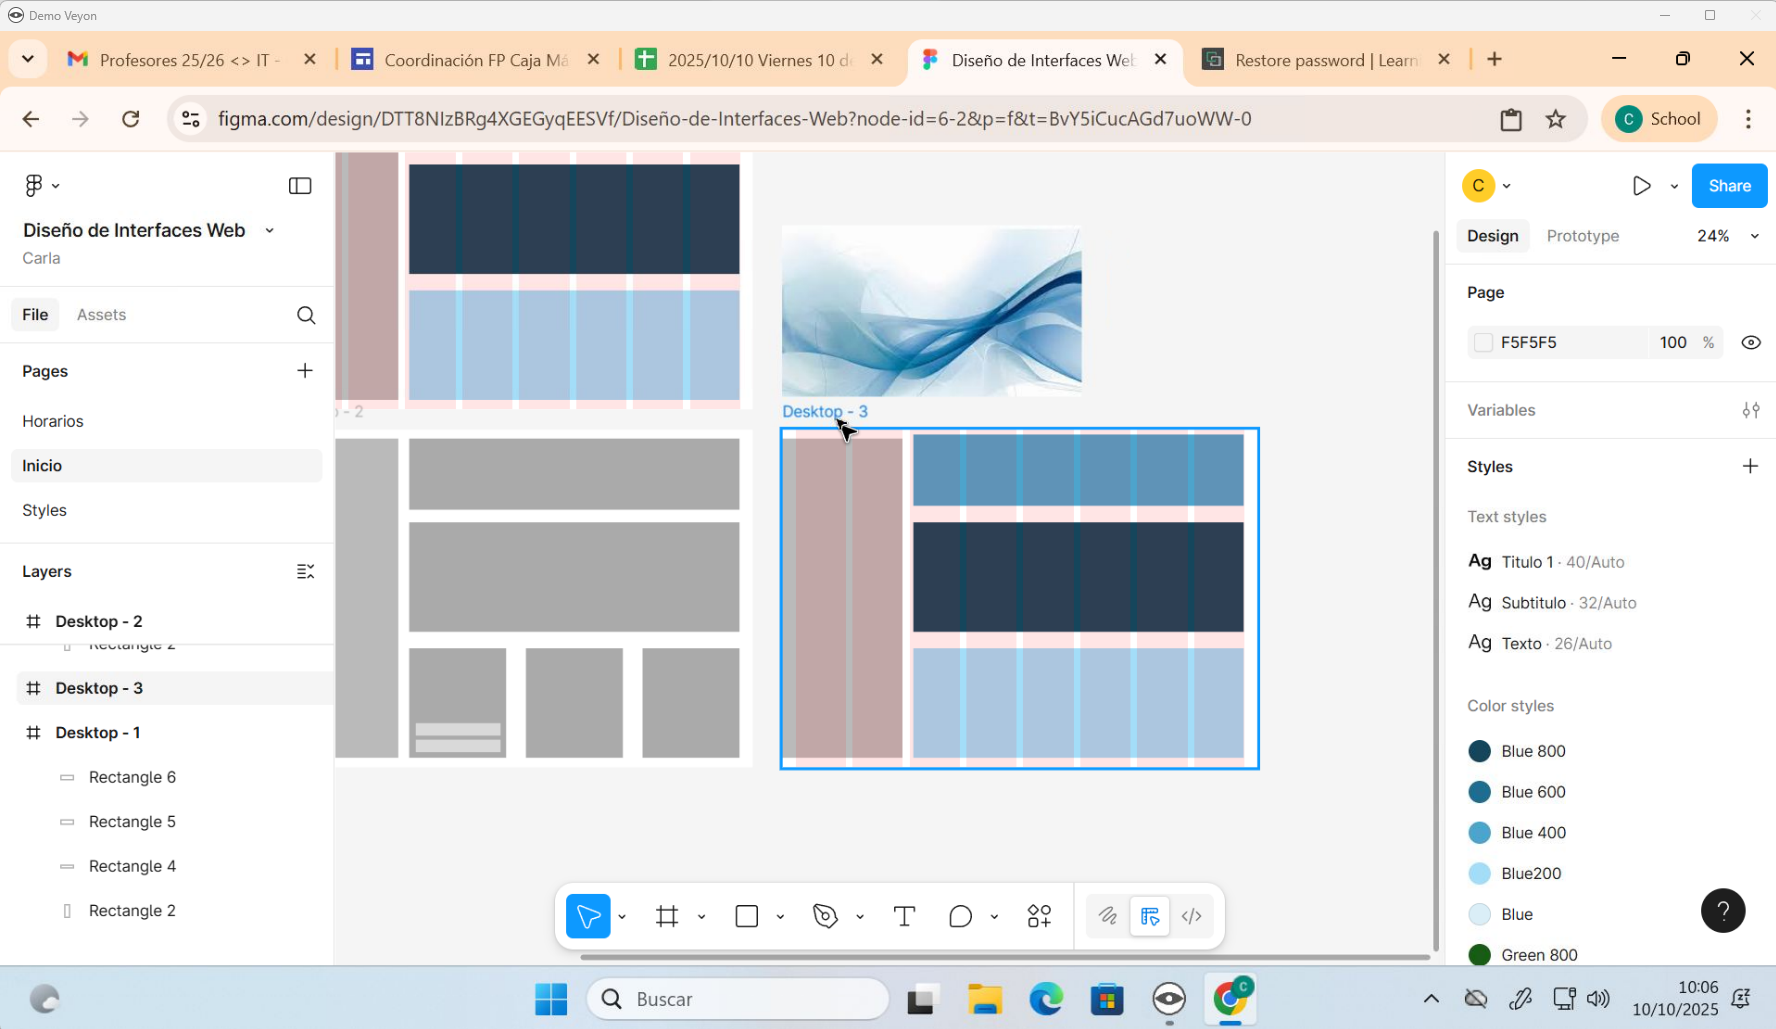 Demo Veyon
Profesores 25/26 <> IT -
Coordinación FP Caja Má
2025/10/10 Viernes 10 de
Diseño de Interfaces Web
Restore password | Learn
figma.com/design/DTT8NIzBRg4XGEGyqEESVf/Diseño-de-Interfaces-Web?node-id=6-2&p=f&t=BvY5iCucAGd7uoWW-0
C
School
Diseño de Interfaces Web
Carla
File
Assets
Pages
Horarios
Inicio
Styles
Layers
Desktop - 2
Rectangle 2
Desktop - 3
Desktop - 1
Rectangle 6
Rectangle 5
Rectangle 4
Rectangle 2
- 2
Desktop - 3
C
Share
Design
Prototype
24%
Page
F5F5F5
100
%
Variables
Styles
Text styles
Ag Titulo 1 · 40/Auto
Ag Subtitulo · 32/Auto
Ag Texto · 26/Auto
Color styles
Blue 800
Blue 600
Blue 400
Blue200
Blue
Green 800
?
Buscar
C
10:06
10/10/2025